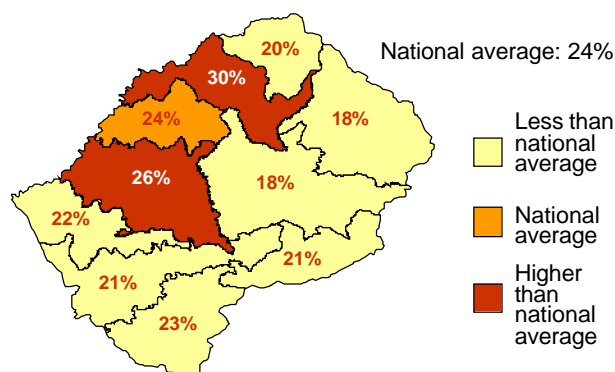 20%
National average: 24%
30%
24%
18%
Less than
national
average
26%
18%
22%
National
average
21%
21%
Higher
than
national
average
23%